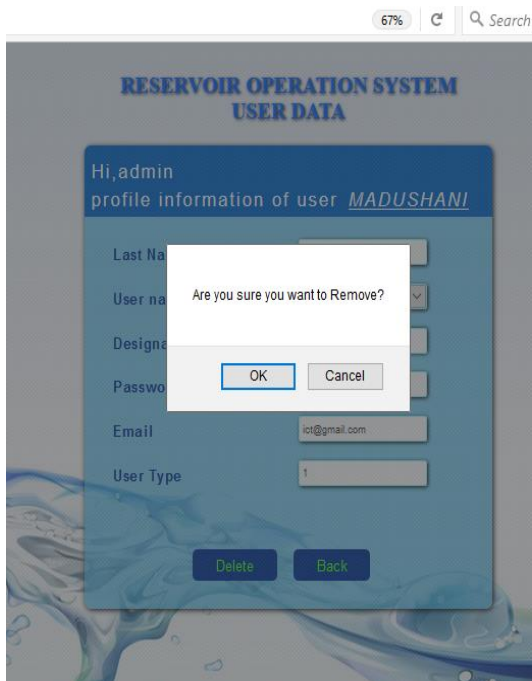 67%
Search
RESERVOIR OPERATION SYSTEM
USER DATA
Hi,admin
profile information of user MADUSHANI
Last Na
User na
Designa
Passwo
Are you sure you want to Remove?
OK Cancel
Email ict@gmail.com
User Type 1
Delete Back